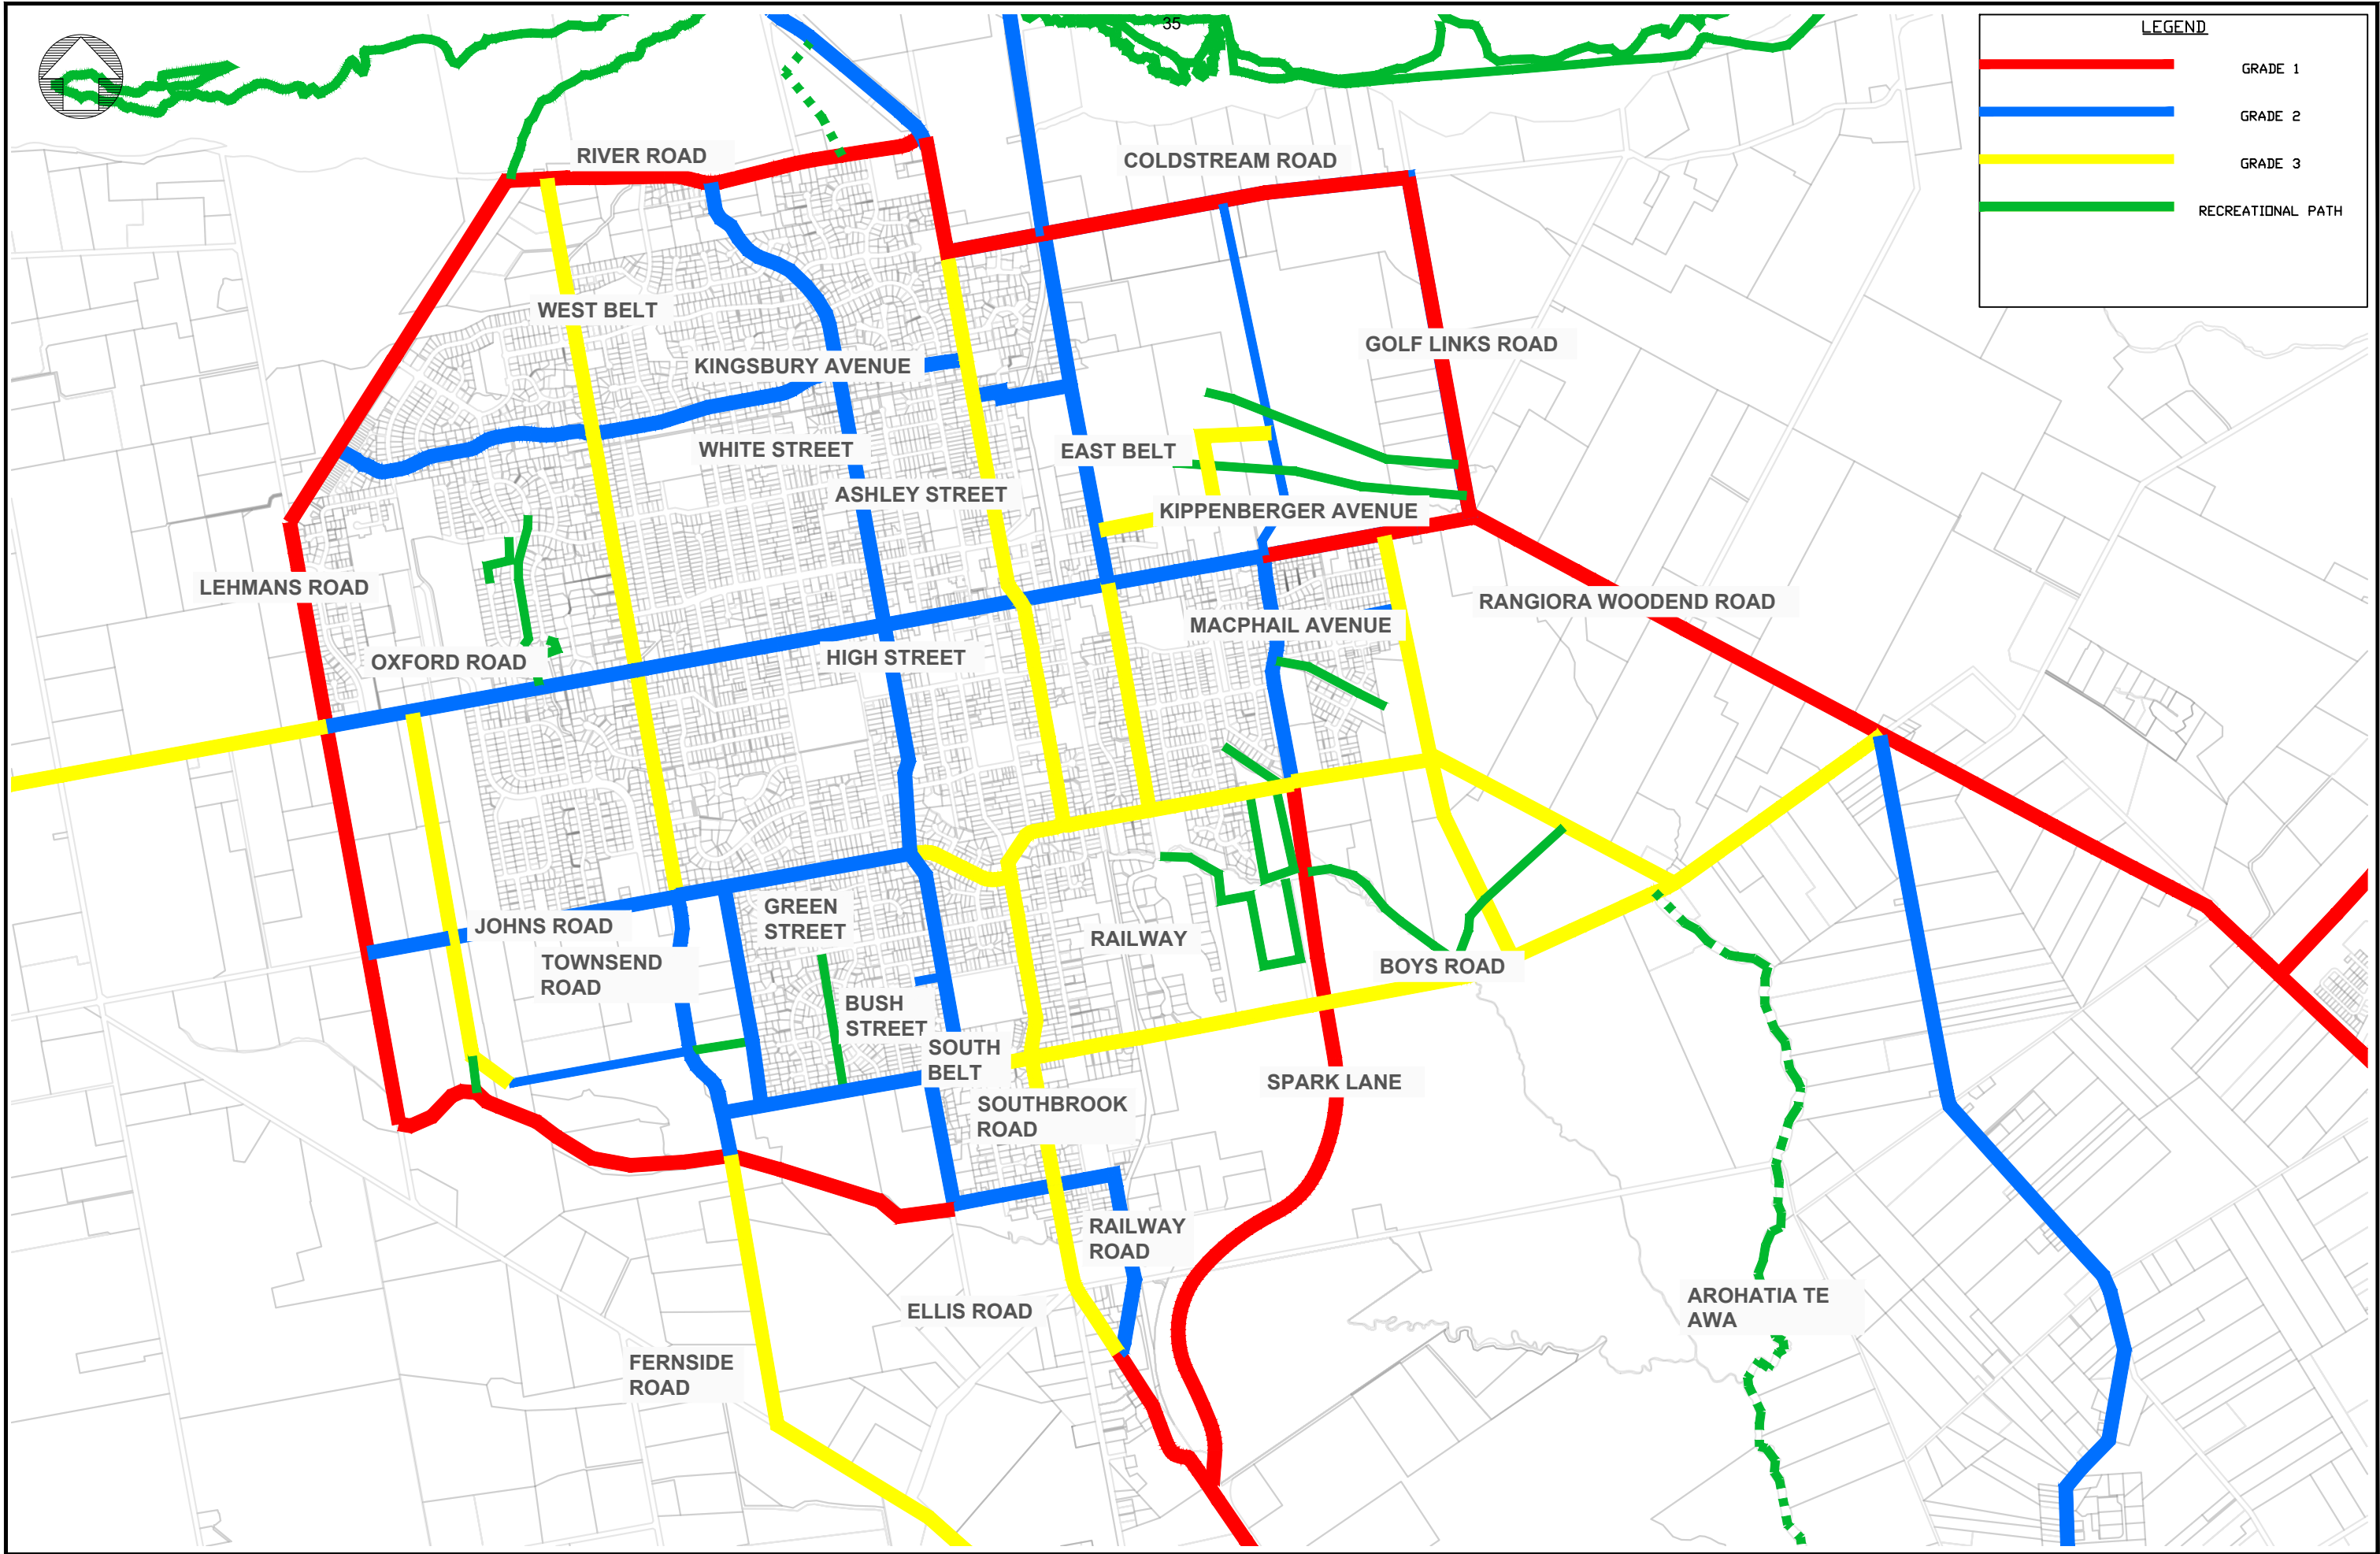 35
LEGEND
GRADE 1
GRADE 2
GRADE 3
RECREATIONAL PATH
RIVER ROAD
COLDSTREAM ROAD
WEST BELT
GOLF LINKS ROAD
KINGSBURY AVENUE
WHITE STREET
EAST BELT
ASHLEY STREET
KIPPENBERGER AVENUE
LEHMANS ROAD
RANGIORA WOODEND ROAD
MACPHAIL AVENUE
HIGH STREET
OXFORD ROAD
GREEN
STREET
JOHNS ROAD
RAILWAY
TOWNSEND
ROAD
BOYS ROAD
BUSH
STREET
SOUTH
BELT
SPARK LANE
SOUTHBROOK
ROAD
RAILWAY
ROAD
ELLIS ROAD
AROHATIA TE
AWA
FERNSIDE
ROAD